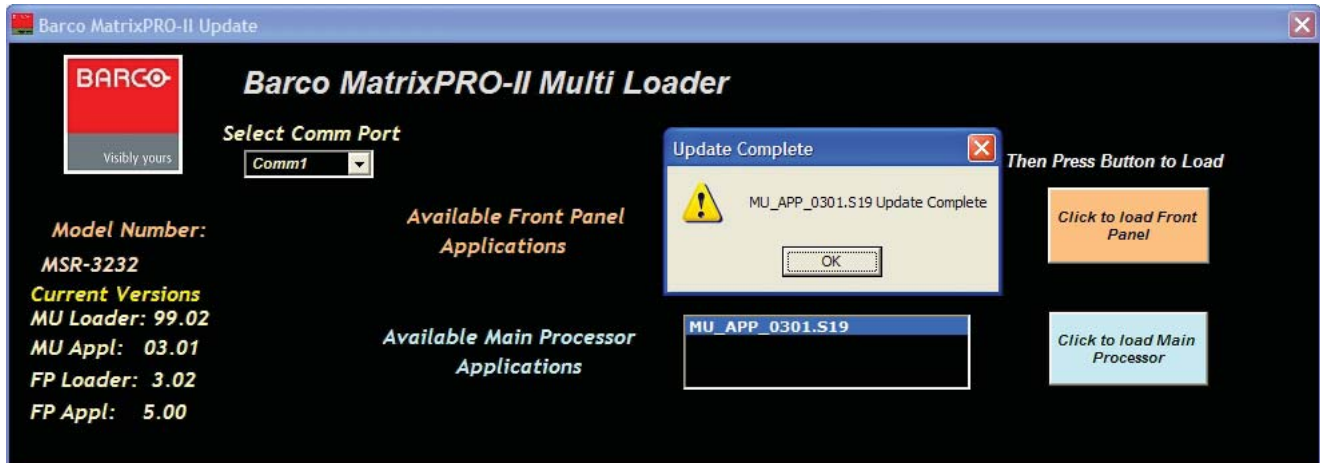 Barco MatrixPRO-II Update
BARCO
Visibly yours
Barco MatrixPRO-II Multi Loader
Select Comm Port
Comm1
Update Complete
MU_APP_0301.S19 Update Complete
OK
Then Press Button to Load
Model Number:
MSR-3232
Current Versions
MU Loader: 99.02
MU Appl: 03.01
FP Loader: 3.02
FP Appl: 5.00
Available Front Panel
Applications
Click to load Front
Panel
Available Main Processor
Applications
MU_APP_0301.S19
Click to load Main
Processor